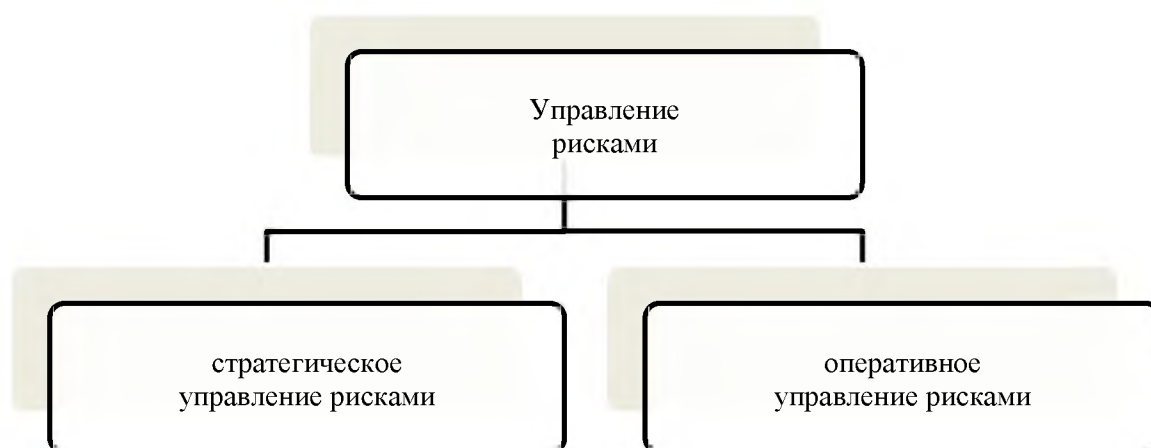 Управление
рисками
стратегическое
управление рисками
оперативное
управление рисками